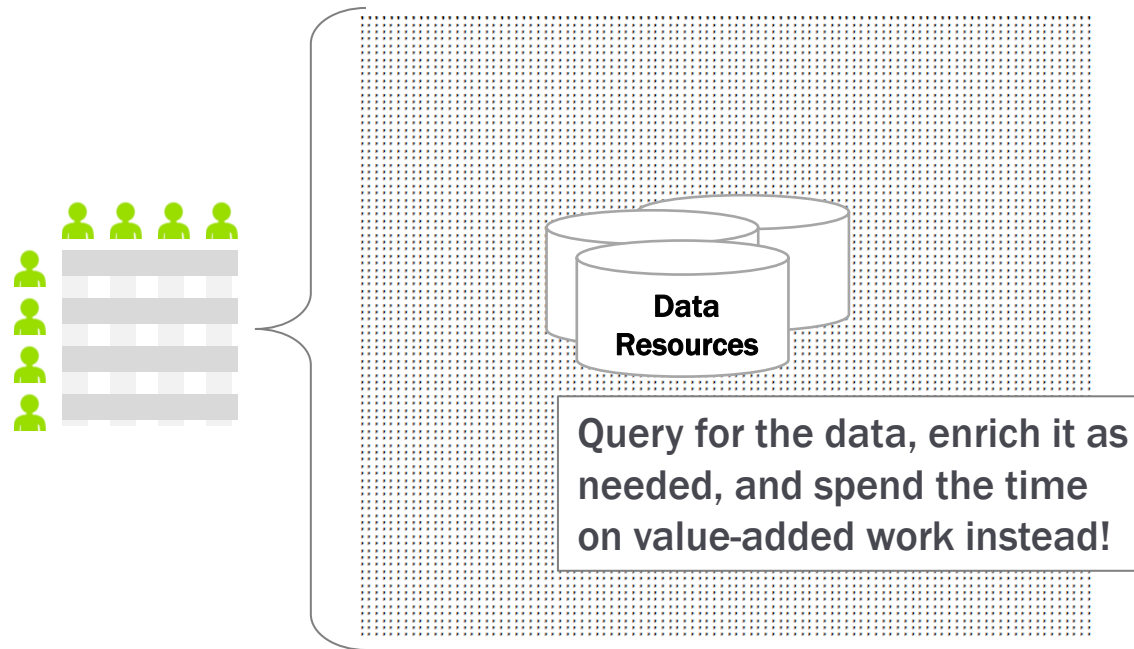 Data
Resources
Query for the data, enrich it as
needed, and spend the time
on value-added work instead!